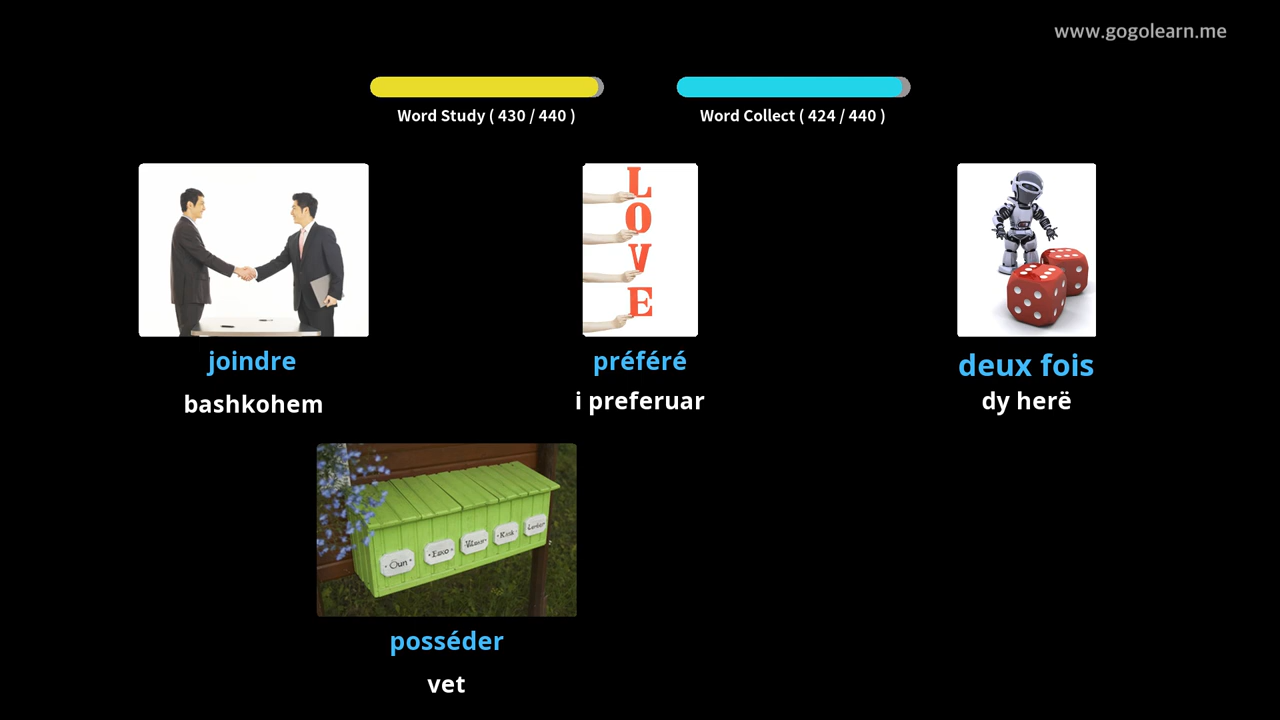 www.gogolearn.me
Word Study ( 430 / 440 )
Word Collect ( 424 / 440 )
L
O
V
E
joindre
préféré
deux fois
bashkohem
i preferuar
dy herë
Õun
posséder
vet